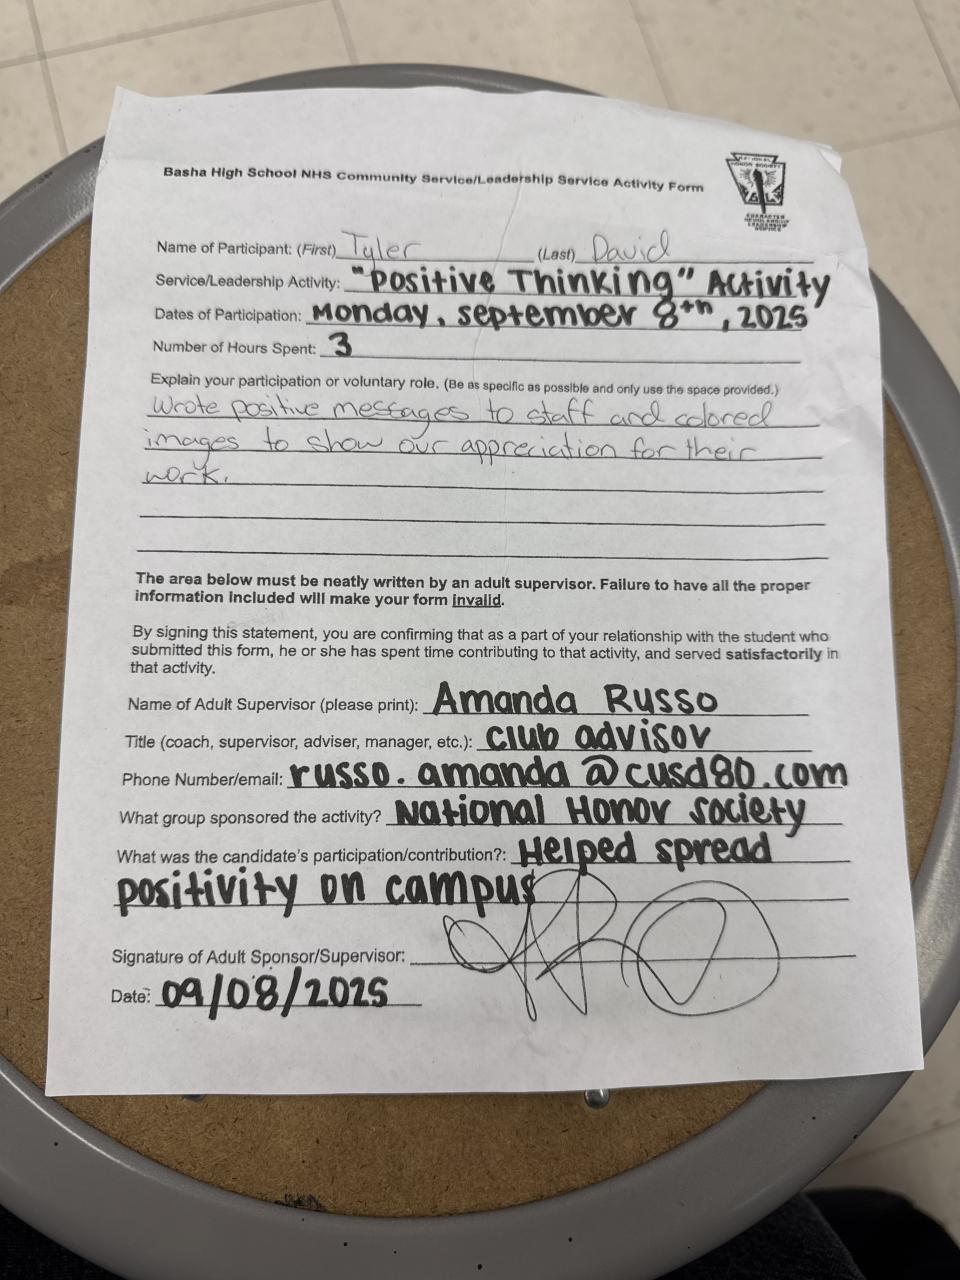 Basha High School NHS Community Service/Leadership Service Activity Form
NATIONAL
HONOR SOCIETY
CHARACTER
LEADERSHIP
SERVICE
Name of Participant: (First) Tyler (Last) David
Service/Leadership Activity: "Positive Thinking" Activity
Dates of Participation: Monday, september 8th, 2025
Number of Hours Spent: 3
Explain your participation or voluntary role. (Be as specific as possible and only use the space provided.)
Wrote positive messages to staff and colored
images to show our appreciation for their
work.
The area below must be neatly written by an adult supervisor. Failure to have all the proper
information included will make your form invalid.
By signing this statement, you are confirming that as a part of your relationship with the student who
submitted this form, he or she has spent time contributing to that activity, and served satisfactorily in
that activity.
Name of Adult Supervisor (please print): Amanda Russo
Title (coach, supervisor, adviser, manager, etc.): club advisor
Phone Number/email: russo.amanda@cusd80.com
What group sponsored the activity? National Honor Society
What was the candidate's participation/contribution?: Helped spread
positivity on campus
Signature of Adult Sponsor/Supervisor:
Date: 09/08/2025